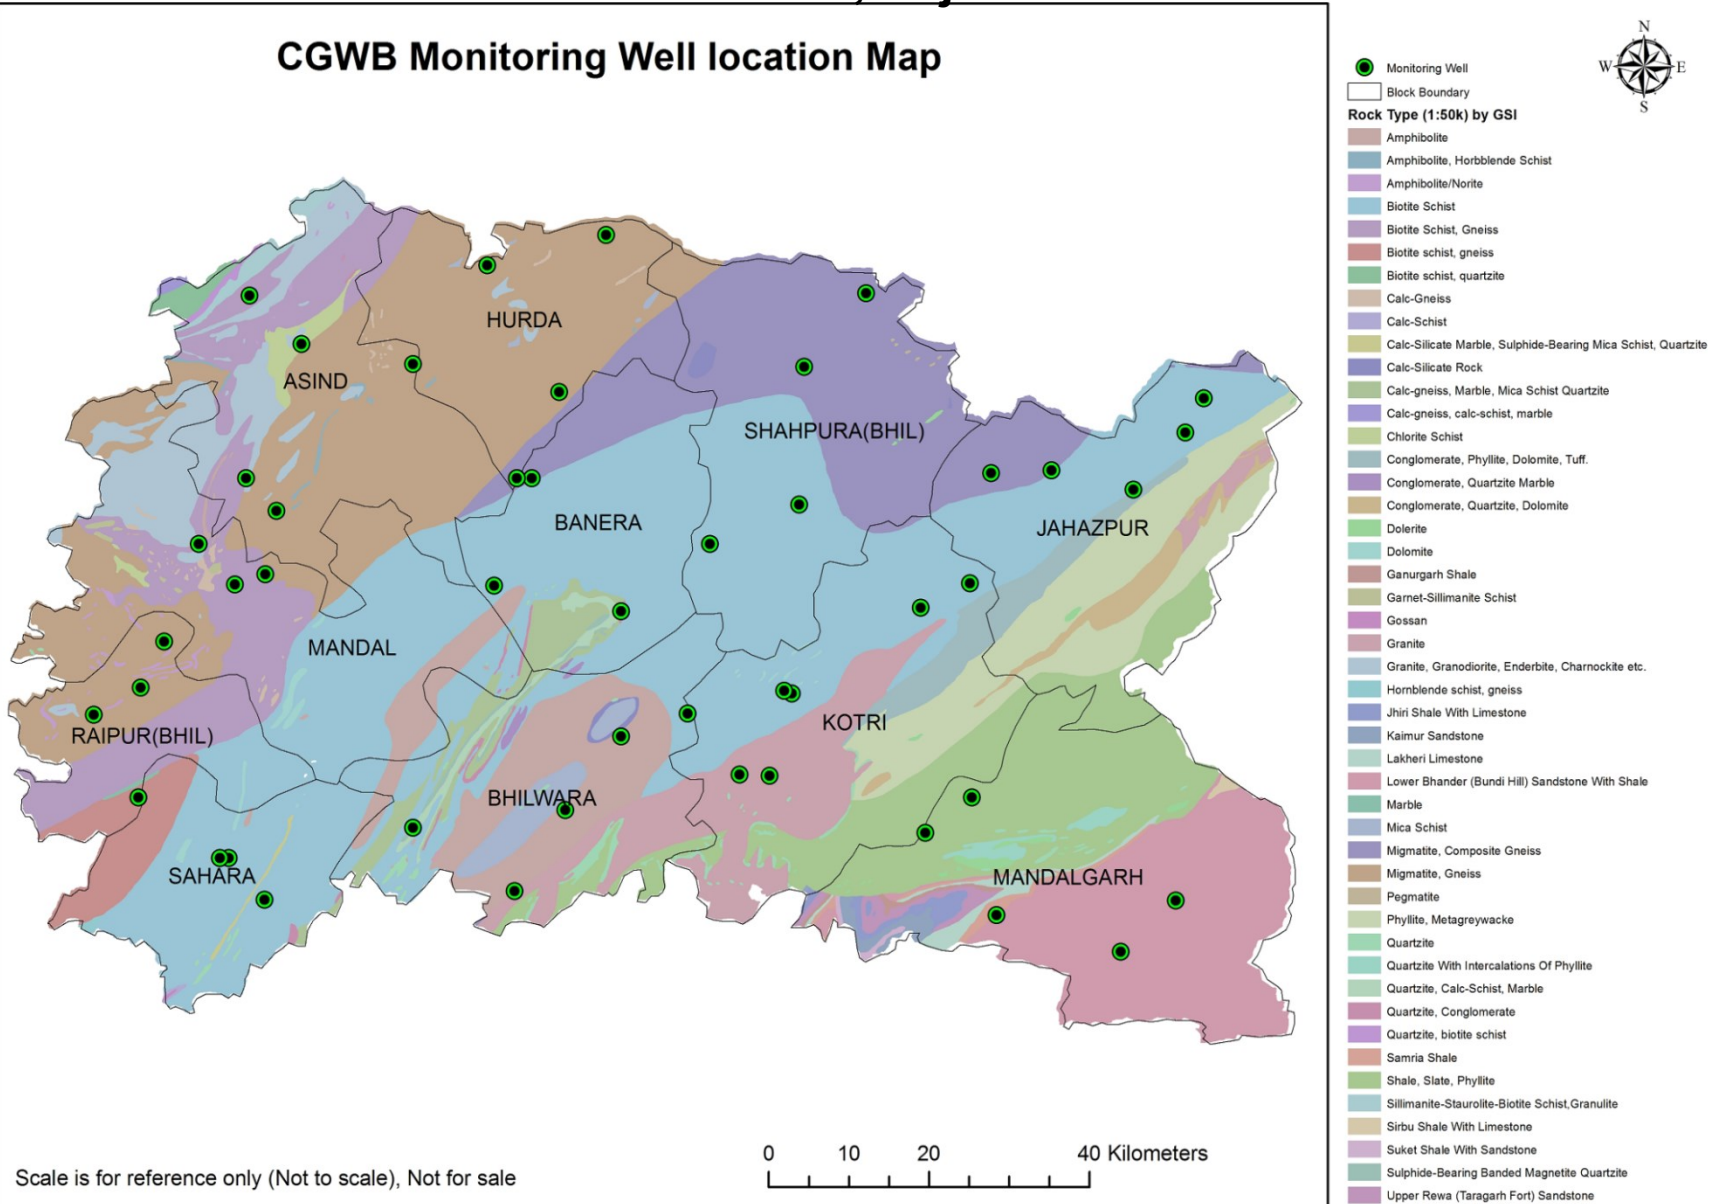 CGWB Monitoring Well location Map
N
W E
S
Monitoring Well
Block Boundary
Rock Type (1:50k) by GSI
Amphibolite
Amphibolite, Horbblende Schist
Amphibolite/Norite
Biotite Schist
Biotite Schist, Gneiss
Biotite schist, gneiss
Biotite schist, quartzite
Calc-Gneiss
Calc-Schist
Calc-Silicate Marble, Sulphide-Bearing Mica Schist, Quartzite
Calc-Silicate Rock
Calc-gneiss, Marble, Mica Schist Quartzite
Calc-gneiss, calc-schist, marble
Chlorite Schist
Conglomerate, Phyllite, Dolomite, Tuff.
Conglomerate, Quartzite Marble
Conglomerate, Quartzite, Dolomite
Dolerite
Dolomite
Ganurgarh Shale
Garnet-Sillimanite Schist
Gossan
Granite
Granite, Granodiorite, Enderbite, Charnockite etc.
Hornblende schist, gneiss
Jhiri Shale With Limestone
Kaimur Sandstone
Lakheri Limestone
Lower Bhander (Bundi Hill) Sandstone With Shale
Marble
Mica Schist
Migmatite, Composite Gneiss
Migmatite, Gneiss
Pegmatite
Phyllite, Metagreywacke
Quartzite
Quartzite With Intercalations Of Phyllite
Quartzite, Calc-Schist, Marble
Quartzite, Conglomerate
Quartzite, biotite schist
Samria Shale
Shale, Slate, Phyllite
Sillimanite-Staurolite-Biotite Schist,Granulite
Sirbu Shale With Limestone
Suket Shale With Sandstone
Sulphide-Bearing Banded Magnetite Quartzite
Upper Rewa (Taragarh Fort) Sandstone
HURDA
ASIND
SHAHPURA(BHIL)
BANERA
JAHAZPUR
MANDAL
KOTRI
RAIPUR(BHIL)
BHILWARA
SAHARA
MANDALGARH
0 10 20 40 Kilometers
Scale is for reference only (Not to scale), Not for sale